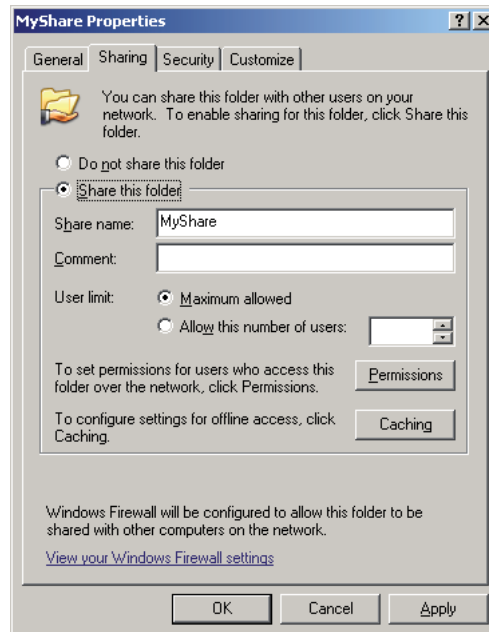 MyShare Properties
? X
General Sharing Security Customize
You can share this folder with other users on your
network. To enable sharing for this folder, click Share this
folder.
Do not share this folder
Share this folder
Share name: MyShare
Comment:
User limit: Maximum allowed
Allow this number of users:
To set permissions for users who access this
folder over the network, click Permissions.
Permissions
To configure settings for offline access, click
Caching.
Caching
Windows Firewall will be configured to allow this folder to be
shared with other computers on the network.
View your Windows Firewall settings
OK Cancel Apply